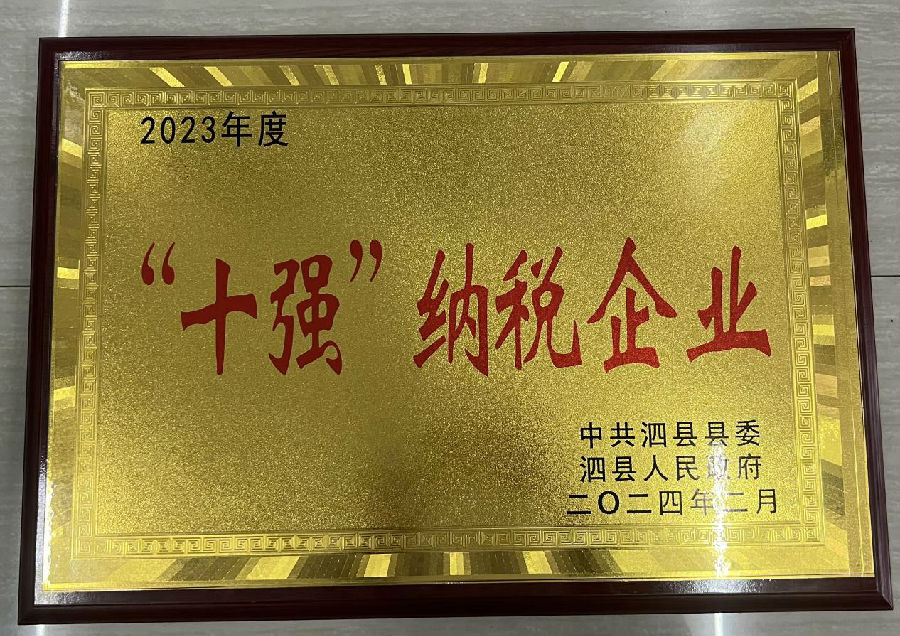 2023年度
“十强”纳税企业
中共泗县县委
泗县人民政府
二〇二四年二月